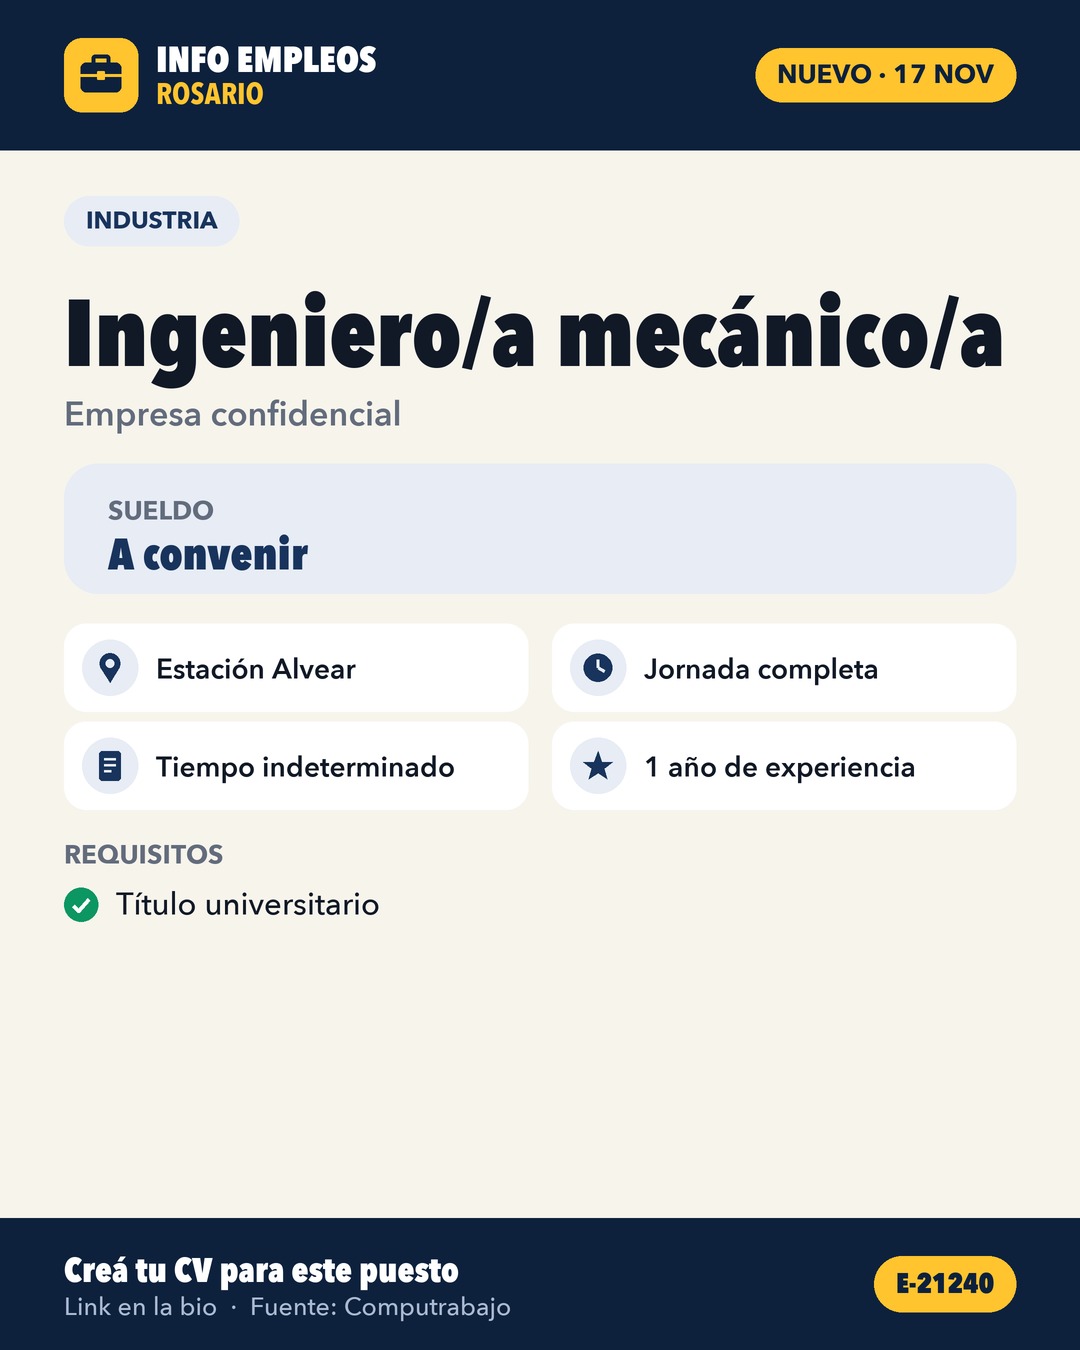 INFO EMPLEOS
ROSARIO
NUEVO · 17 NOV
INDUSTRIA
Ingeniero/a mecánico/a
Empresa confidencial
SUELDO
A convenir
Estación Alvear
Jornada completa
Tiempo indeterminado
1 año de experiencia
REQUISITOS
Título universitario
Creá tu CV para este puesto
Link en la bio · Fuente: Computrabajo
E-21240